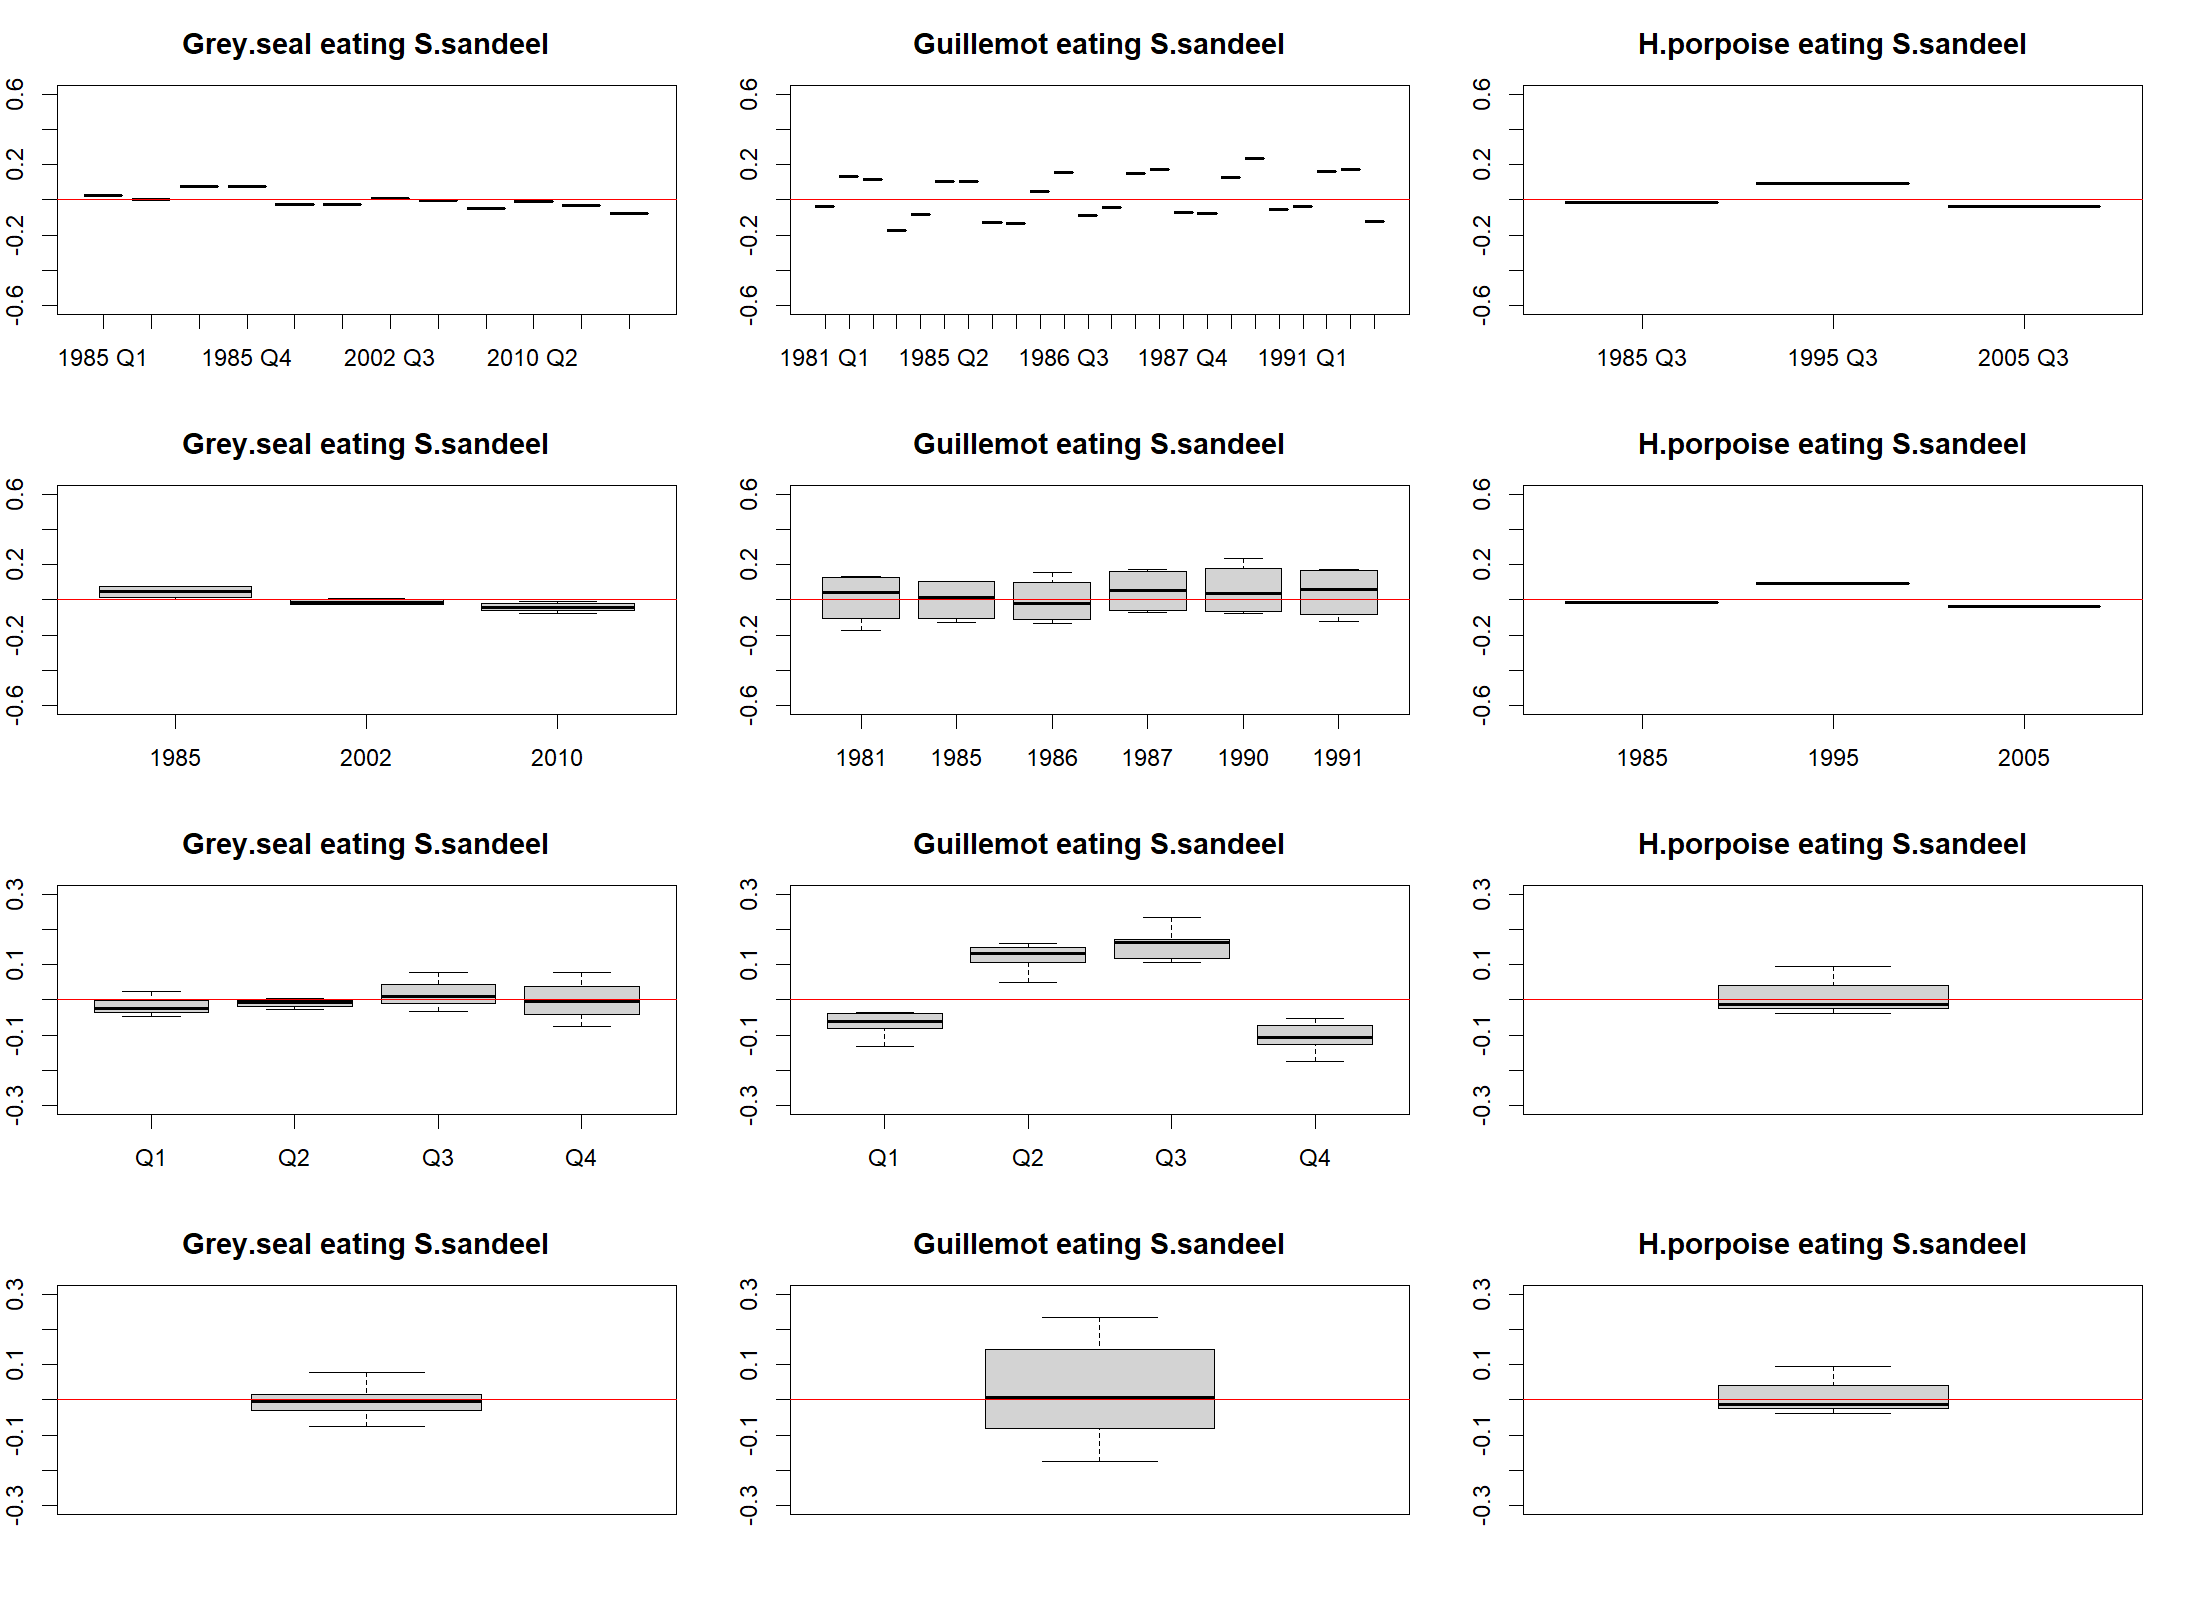 Grey.seal eating S.sandeel
0.6
0.2
-0.2
-0.6
1985 Q1 1985 Q4 2002 Q3 2010 Q2
Guillemot eating S.sandeel
0.6
0.2
-0.2
-0.6
1981 Q1 1985 Q2 1986 Q3 1987 Q4 1991 Q1
H.porpoise eating S.sandeel
0.6
0.2
-0.2
-0.6
1985 Q3 1995 Q3 2005 Q3
Grey.seal eating S.sandeel
0.6
0.2
-0.2
-0.6
1985 2002 2010
Guillemot eating S.sandeel
0.6
0.2
-0.2
-0.6
1981 1985 1986 1987 1990 1991
H.porpoise eating S.sandeel
0.6
0.2
-0.2
-0.6
1985 1995 2005
Grey.seal eating S.sandeel
0.3
0.1
-0.1
-0.3
Q1 Q2 Q3 Q4
Guillemot eating S.sandeel
0.3
0.1
-0.1
-0.3
Q1 Q2 Q3 Q4
H.porpoise eating S.sandeel
0.3
0.1
-0.1
-0.3
Grey.seal eating S.sandeel
0.3
0.1
-0.1
-0.3
Guillemot eating S.sandeel
0.3
0.1
-0.1
-0.3
H.porpoise eating S.sandeel
0.3
0.1
-0.1
-0.3